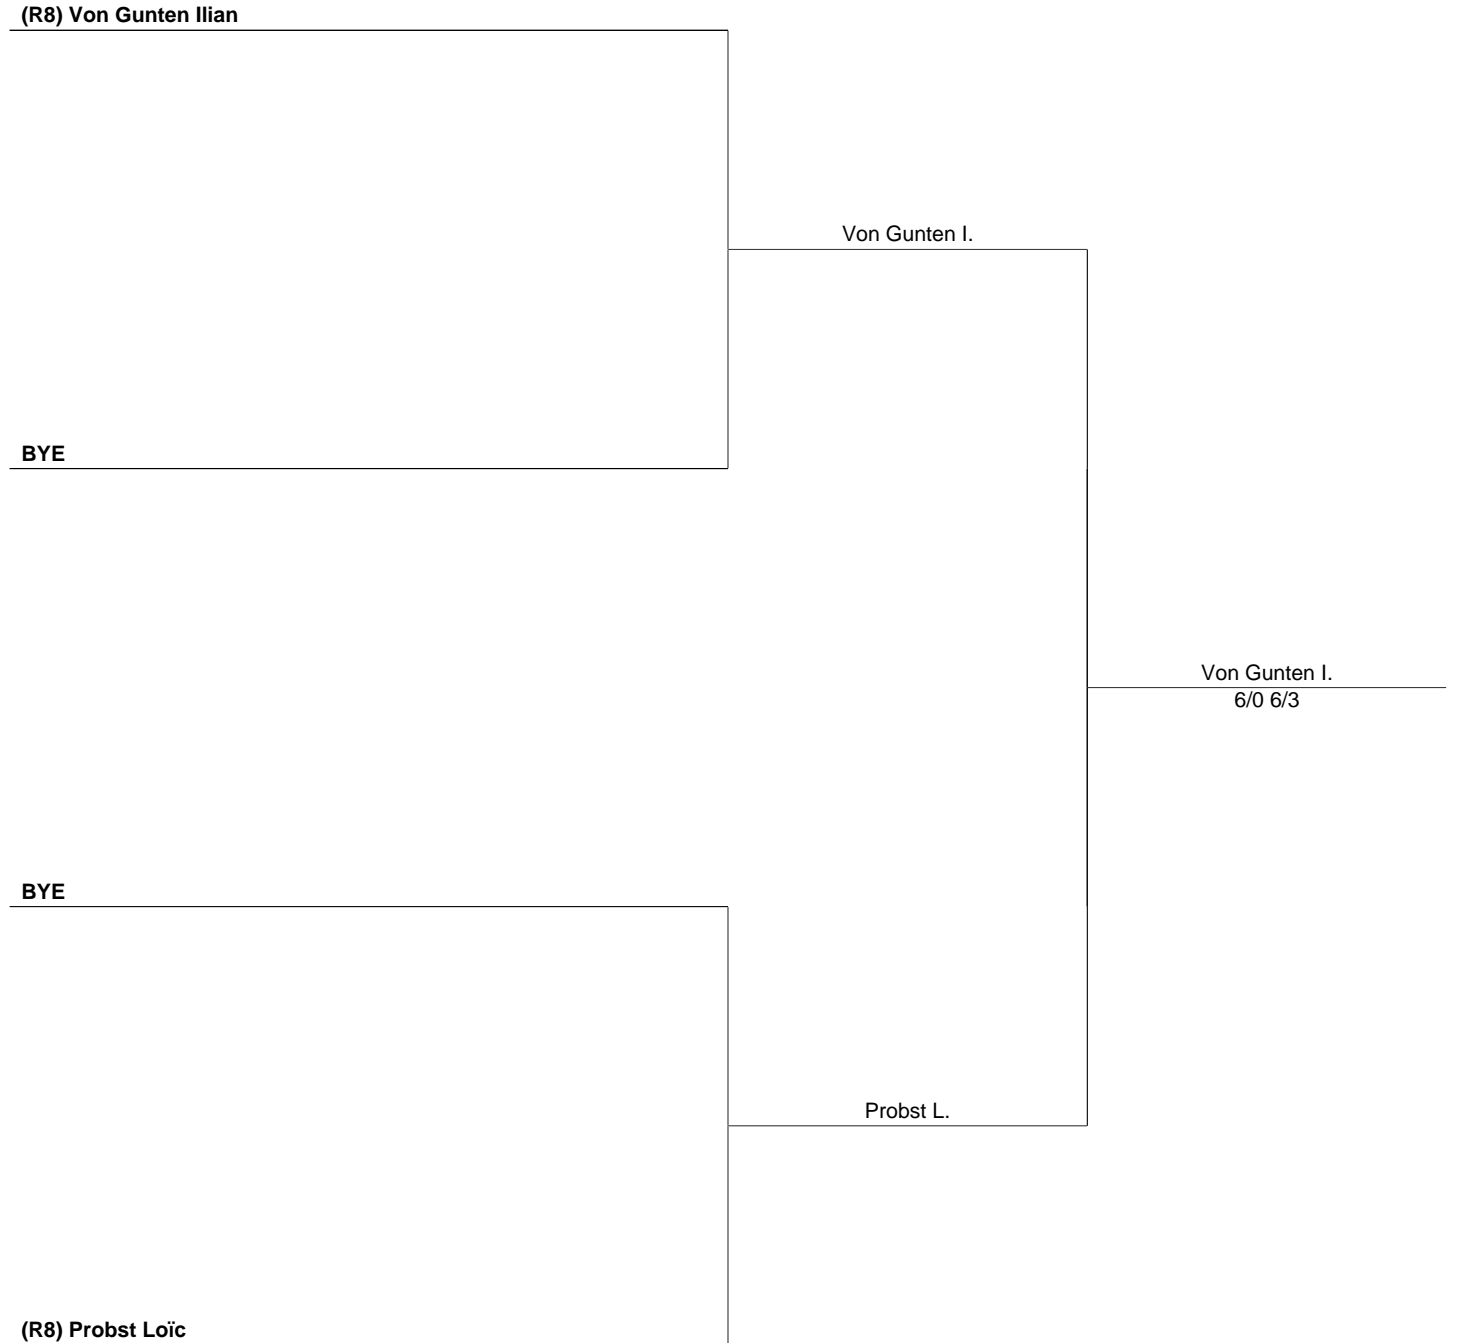 (R8) Von Gunten Ilian
Von Gunten I.
BYE
Von Gunten I.
6/0 6/3
BYE
Probst L.
(R8) Probst Loïc